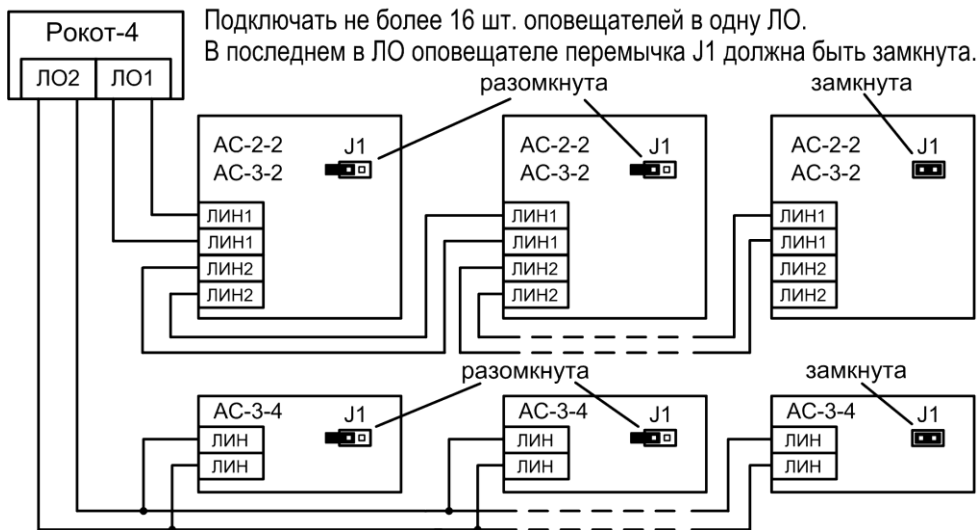 Рокот-4
ЛО2 ЛО1
Подключать не более 16 шт. оповещателей в одну ЛО.
В последнем в ЛО оповещателе перемычка J1 должна быть замкнута.
разомкнута
замкнута
АС-2-2
АС-3-2
J1
ЛИН1
ЛИН1
ЛИН2
ЛИН2
АС-2-2
АС-3-2
J1
ЛИН1
ЛИН1
ЛИН2
ЛИН2
АС-2-2
АС-3-2
J1
ЛИН1
ЛИН1
ЛИН2
ЛИН2
разомкнута
замкнута
АС-3-4
J1
ЛИН
ЛИН
АС-3-4
J1
ЛИН
ЛИН
АС-3-4
J1
ЛИН
ЛИН